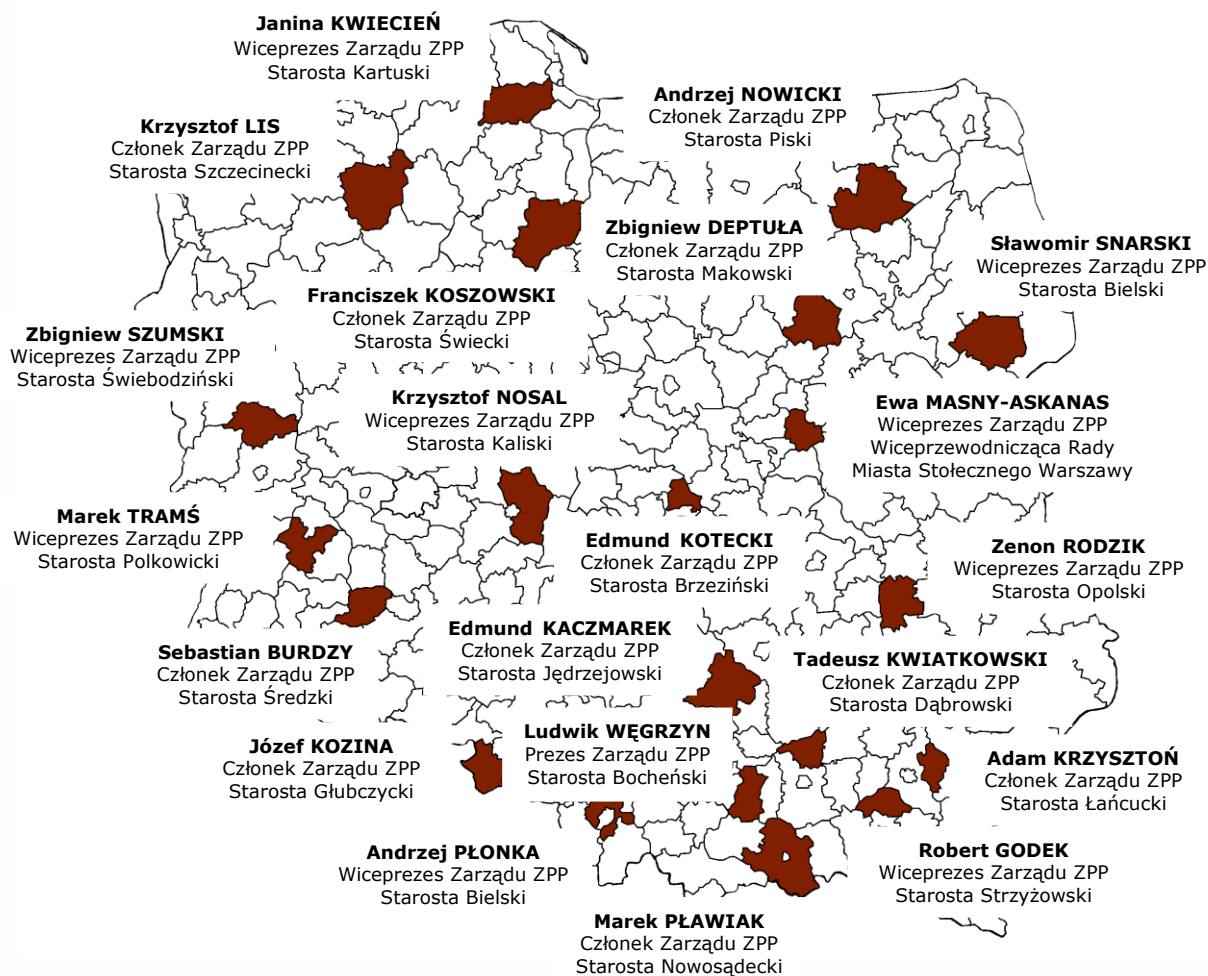 Janina KWIECIEŃ
Wiceprezes Zarządu ZPP
Starosta Kartuski
Andrzej NOWICKI
Członek Zarządu ZPP
Starosta Piski
Krzysztof LIS
Członek Zarządu ZPP
Starosta Szczecinecki
Zbigniew DEPTUŁA
Członek Zarządu ZPP
Starosta Makowski
Sławomir SNARSKI
Wiceprezes Zarządu ZPP
Starosta Bielski
Franciszek KOSZOWSKI
Członek Zarządu ZPP
Starosta Świecki
Zbigniew SZUMSKI
Wiceprezes Zarządu ZPP
Starosta Świebodziński
Krzysztof NOSAL
Wiceprezes Zarządu ZPP
Starosta Kaliski
Ewa MASNY-ASKANAS
Wiceprezes Zarządu ZPP
Wiceprzewodnicząca Rady
Miasta Stołecznego Warszawy
Marek TRAMŚ
Wiceprezes Zarządu ZPP
Starosta Polkowicki
Edmund KOTECKI
Członek Zarządu ZPP
Starosta Brzeziński
Zenon RODZIK
Wiceprezes Zarządu ZPP
Starosta Opolski
Sebastian BURDZY
Członek Zarządu ZPP
Starosta Średzki
Edmund KACZMAREK
Członek Zarządu ZPP
Starosta Jędrzejowski
Tadeusz KWIATKOWSKI
Członek Zarządu ZPP
Starosta Dąbrowski
Józef KOZINA
Członek Zarządu ZPP
Starosta Głubczycki
Ludwik WĘGRZYN
Prezes Zarządu ZPP
Starosta Bocheński
Adam KRZYSZTOŃ
Członek Zarządu ZPP
Starosta Łańcucki
Andrzej PŁONKA
Wiceprezes Zarządu ZPP
Starosta Bielski
Robert GODEK
Wiceprezes Zarządu ZPP
Starosta Strzyżowski
Marek PŁAWIAK
Członek Zarządu ZPP
Starosta Nowosądecki